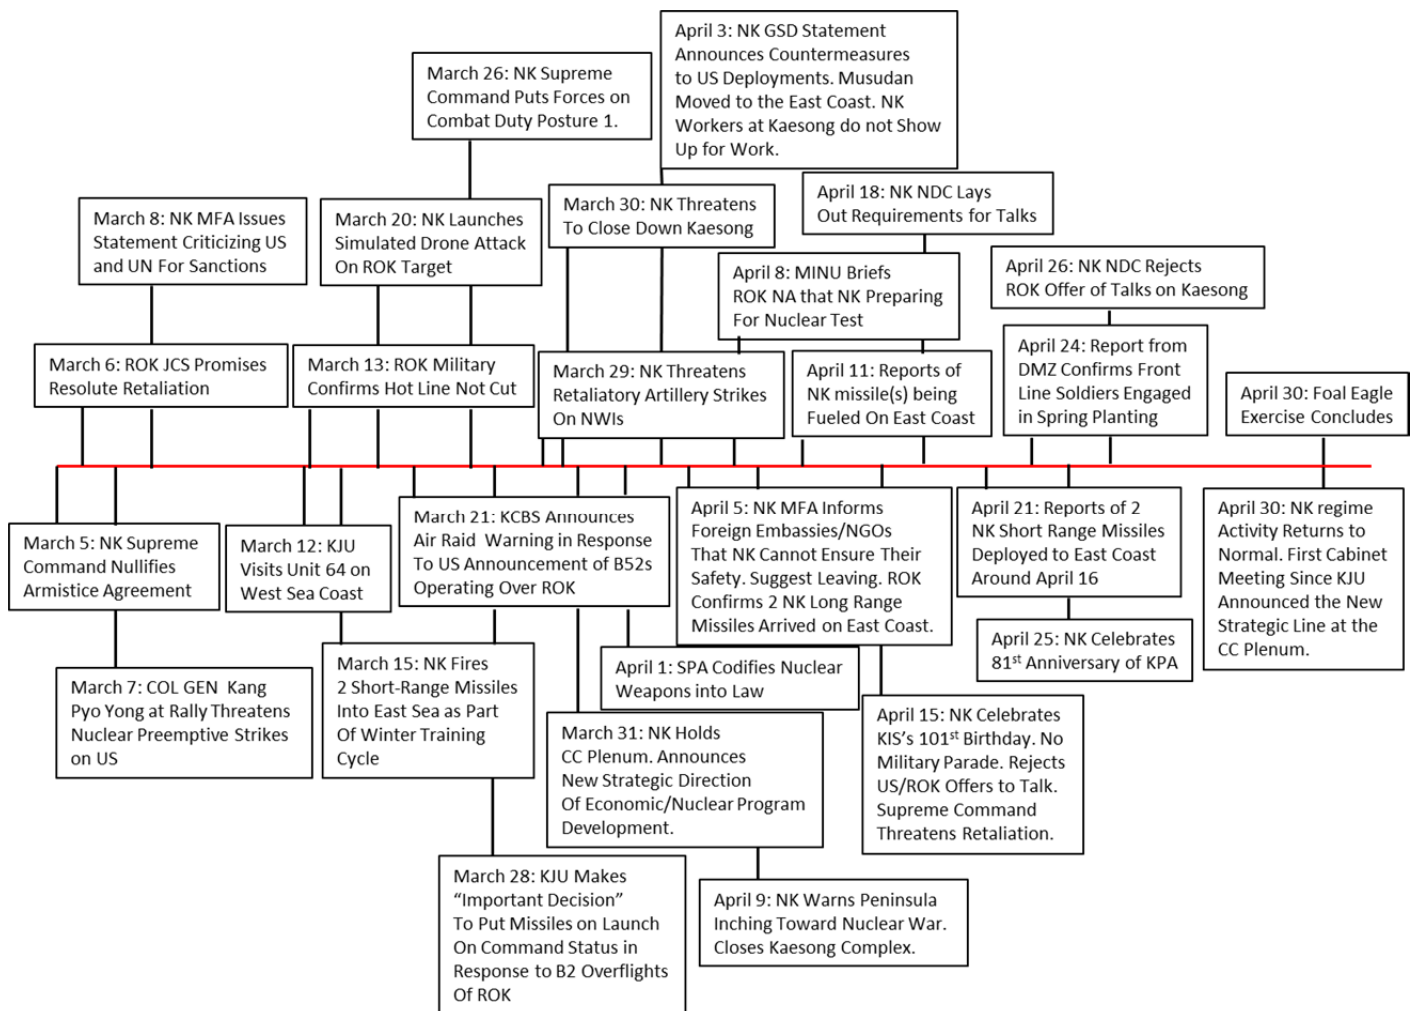 April 3: NK GSD Statement
Announces Countermeasures
to US Deployments. Musudan
Moved to the East Coast. NK
Workers at Kaesong do not Show
Up for Work.
March 26: NK Supreme
Command Puts Forces on
Combat Duty Posture 1.
March 8: NK MFA Issues
Statement Criticizing US
and UN For Sanctions
March 20: NK Launches
Simulated Drone Attack
On ROK Target
March 30: NK Threatens
To Close Down Kaesong
April 18: NK NDC Lays
Out Requirements for Talks
April 8: MINU Briefs
ROK NA that NK Preparing
For Nuclear Test
April 26: NK NDC Rejects
ROK Offer of Talks on Kaesong
March 6: ROK JCS Promises
Resolute Retaliation
March 13: ROK Military
Confirms Hot Line Not Cut
March 29: NK Threatens
Retaliatory Artillery Strikes
On NWIs
April 11: Reports of
NK missile(s) being
Fueled On East Coast
April 24: Report from
DMZ Confirms Front
Line Soldiers Engaged
in Spring Planting
April 30: Foal Eagle
Exercise Concludes
March 5: NK Supreme
Command Nullifies
Armistice Agreement
March 12: KJU
Visits Unit 64 on
West Sea Coast
March 21: KCBS Announces
Air Raid Warning in Response
To US Announcement of B52s
Operating Over ROK
April 5: NK MFA Informs
Foreign Embassies/NGOs
That NK Cannot Ensure Their
Safety. Suggest Leaving. ROK
Confirms 2 NK Long Range
Missiles Arrived on East Coast.
April 21: Reports of 2
NK Short Range Missiles
Deployed to East Coast
Around April 16
April 30: NK regime
Activity Returns to
Normal. First Cabinet
Meeting Since KJU
Announced the New
Strategic Line at the
CC Plenum.
March 7: COL GEN Kang
Pyo Yong at Rally Threatens
Nuclear Preemptive Strikes
on US
March 15: NK Fires
2 Short-Range Missiles
Into East Sea as Part
Of Winter Training
Cycle
April 1: SPA Codifies Nuclear
Weapons into Law
April 25: NK Celebrates
81st Anniversary of KPA
March 31: NK Holds
CC Plenum. Announces
New Strategic Direction
Of Economic/Nuclear Program
Development.
April 15: NK Celebrates
KIS's 101st Birthday. No
Military Parade. Rejects
US/ROK Offers to Talk.
Supreme Command
Threatens Retaliation.
March 28: KJU Makes
“Important Decision”
To Put Missiles on Launch
On Command Status in
Response to B2 Overflights
Of ROK
April 9: NK Warns Peninsula
Inching Toward Nuclear War.
Closes Kaesong Complex.